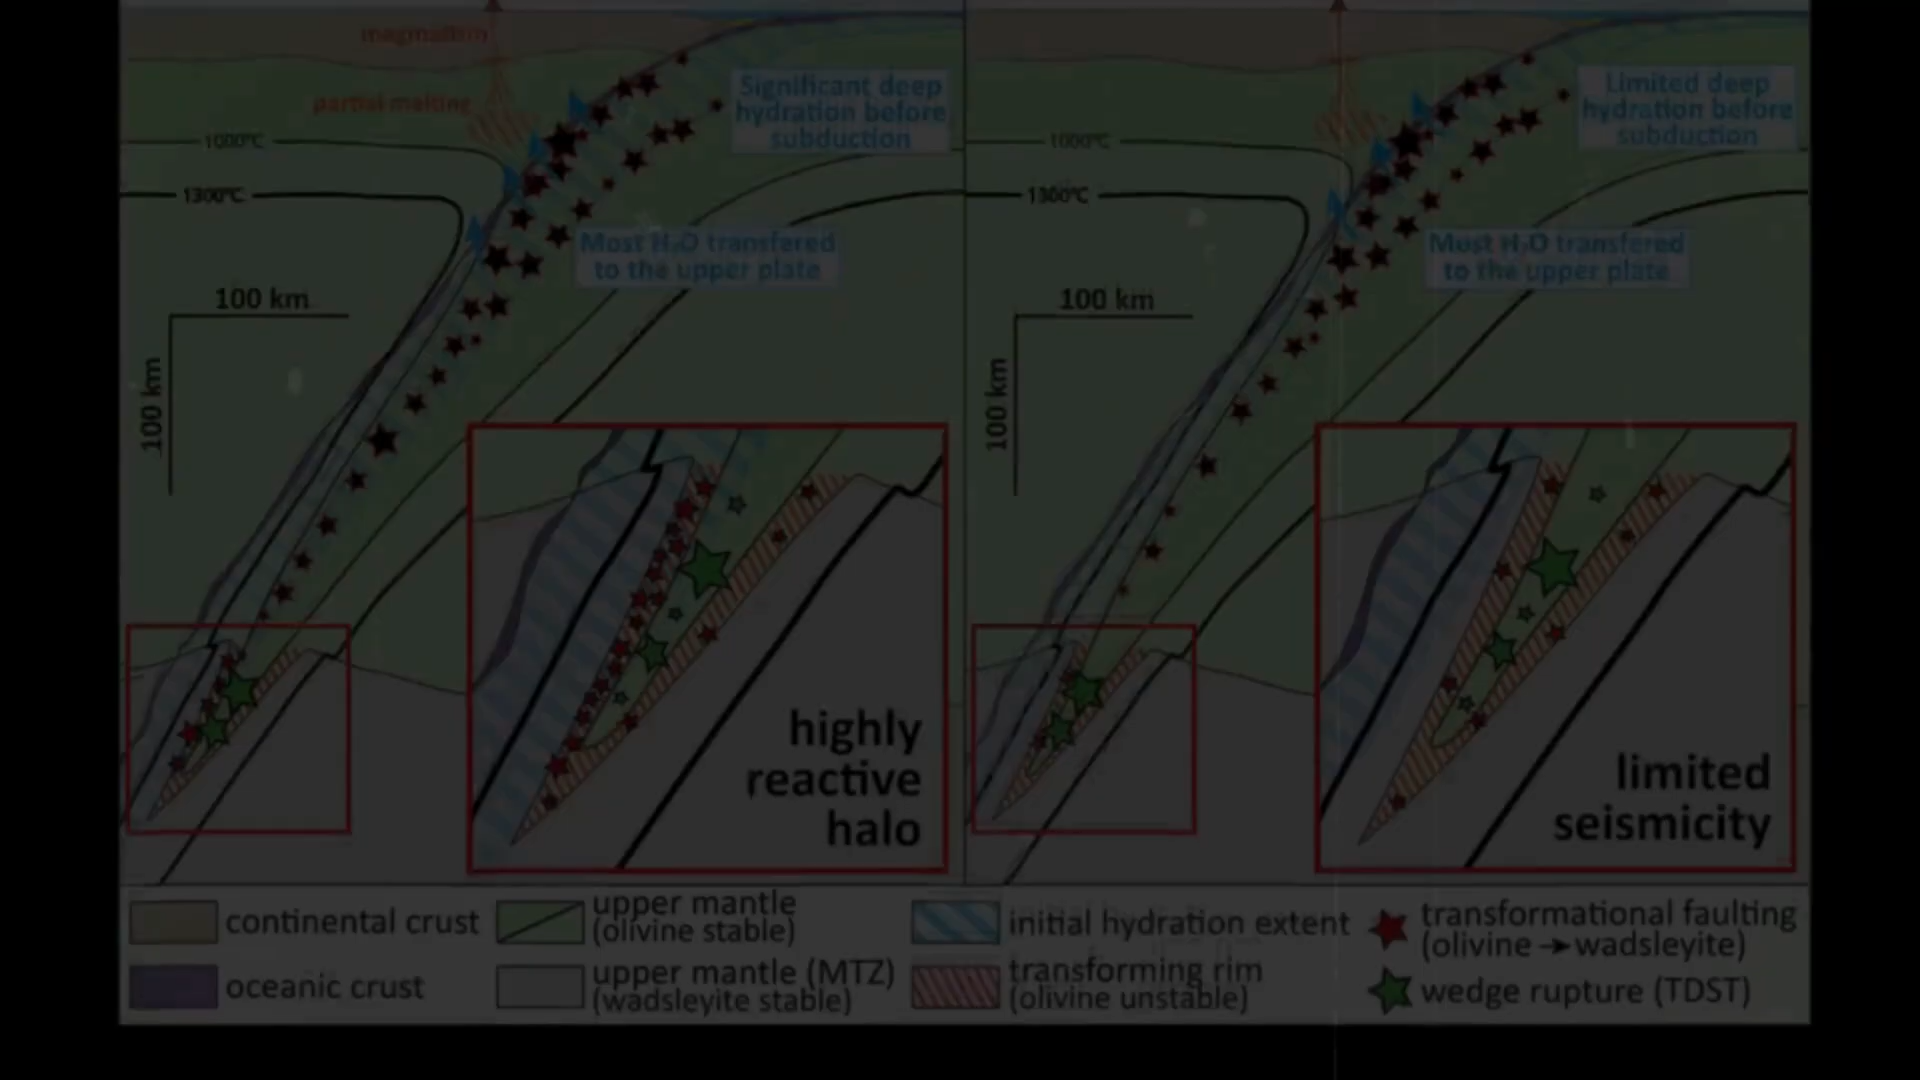 magmatism
partial melting
1000°C
1300°C
Significant deep
hydration before
subduction
Most H₂O transfered
to the upper plate
100 km
100 km
highly
reactive
halo
1000°C
1300°C
Limited deep
hydration before
subduction
Most H₂O transfered
to the upper plate
100 km
100 km
limited
seismicity
continental crust
oceanic crust
upper mantle
(olivine stable)
upper mantle (MTZ)
(wadsleyite stable)
initial hydration extent
transforming rim
(olivine unstable)
transformational faulting
(olivine ➔ wadsleyite)
wedge rupture (TDST)